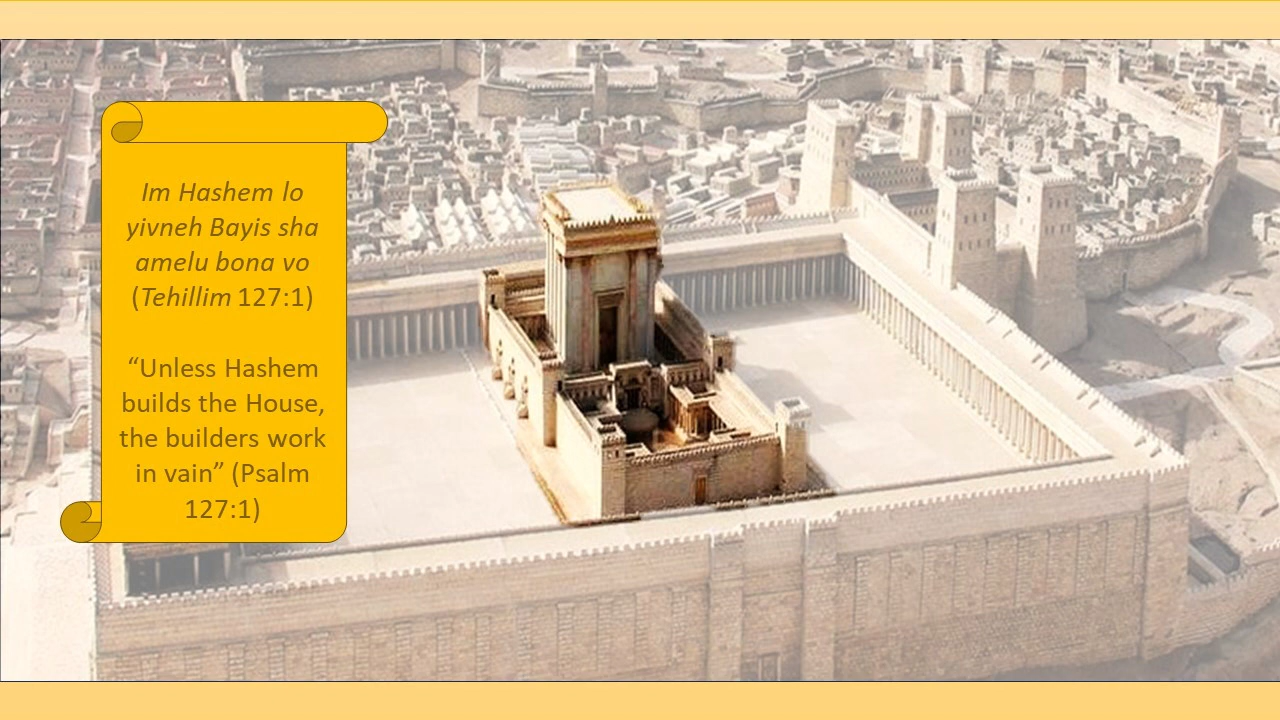 Im Hashem lo
yivneh Bayis sha
amelu bona vo
(Tehillim 127:1)
“Unless Hashem
builds the House,
the builders work
in vain” (Psalm
127:1)